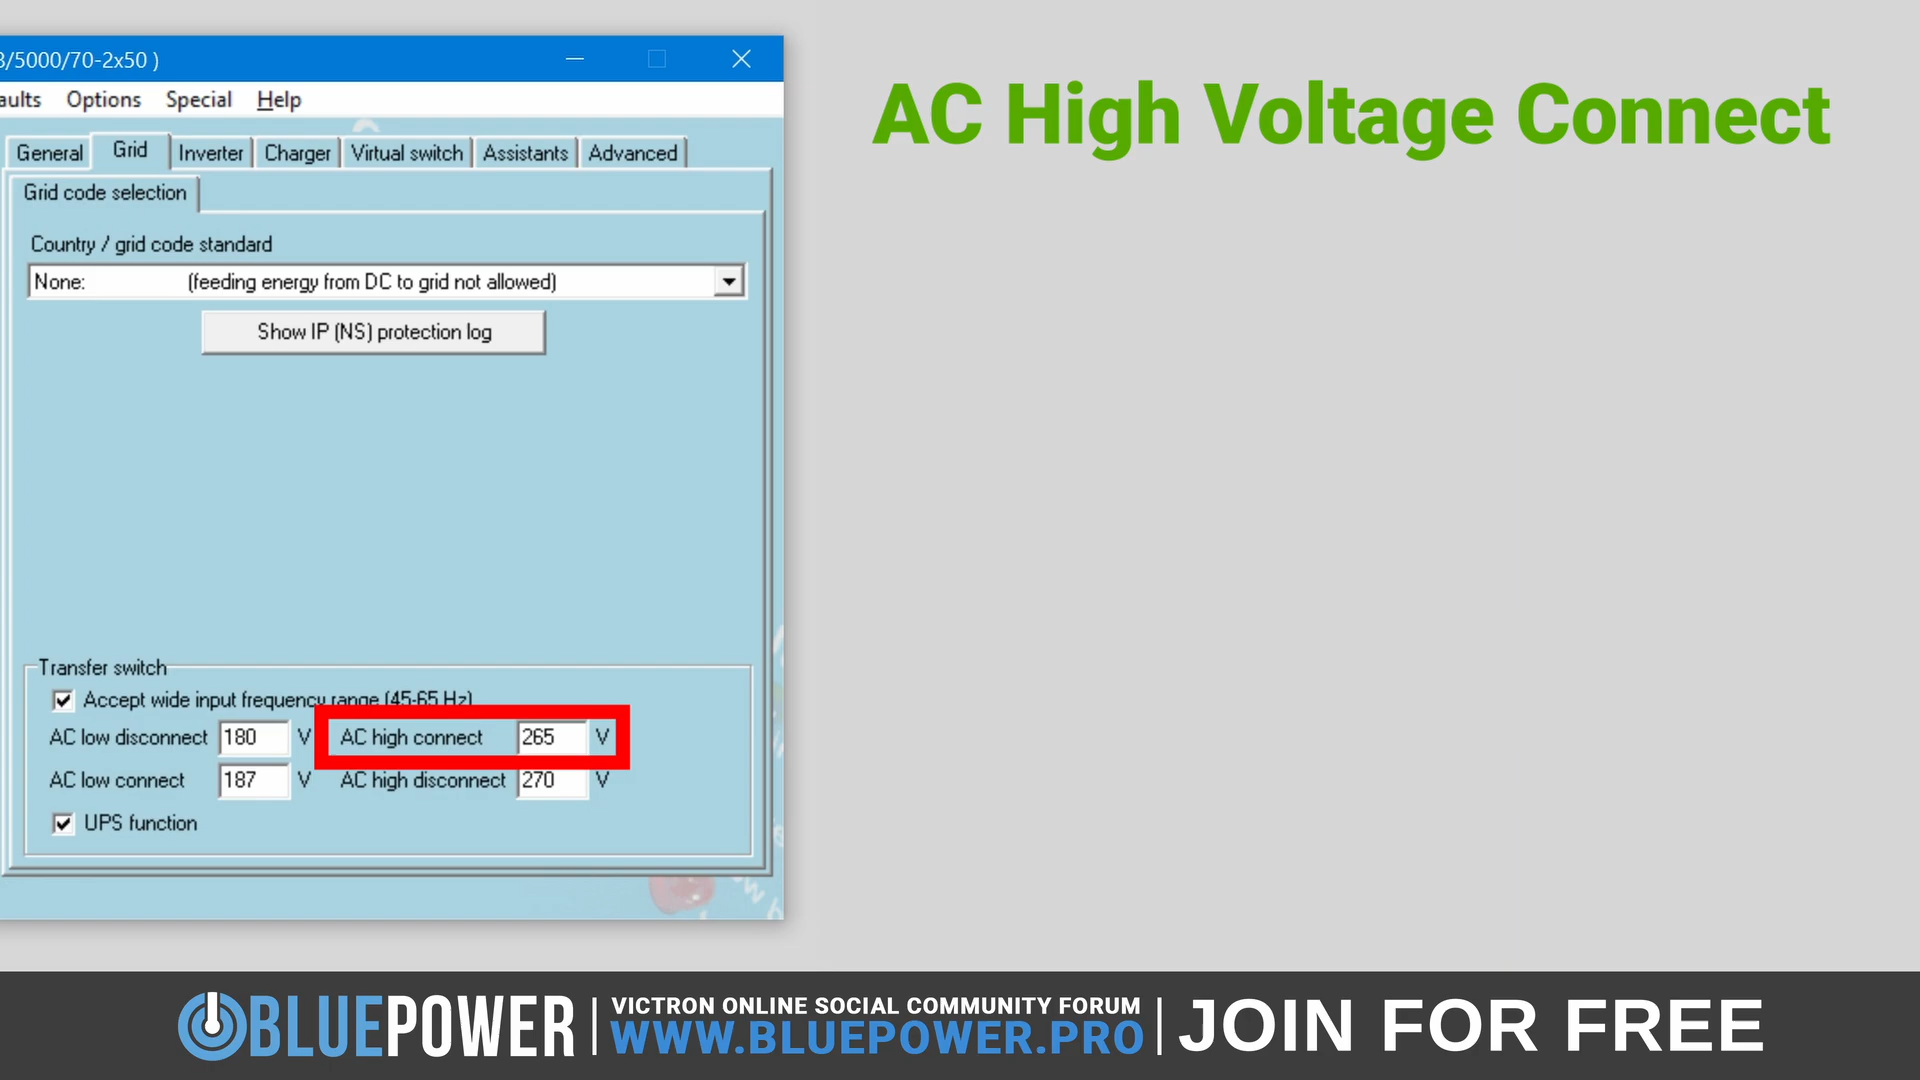 3/5000/70-2x50 )
aults Options Special Help
General Grid Inverter Charger Virtual switch Assistants Advanced
Grid code selection
Country / grid code standard
None: (feeding energy from DC to grid not allowed)
Show IP (NS) protection log
Transfer switch
Accept wide input frequency range (45-65 Hz)
AC low disconnect 180 V AC high connect 265 V
AC low connect 187 V AC high disconnect 270 V
UPS function
AC High Voltage Connect
BLUEPOWER
VICTRON ONLINE SOCIAL COMMUNITY FORUM
WWW.BLUEPOWER.PRO
JOIN FOR FREE